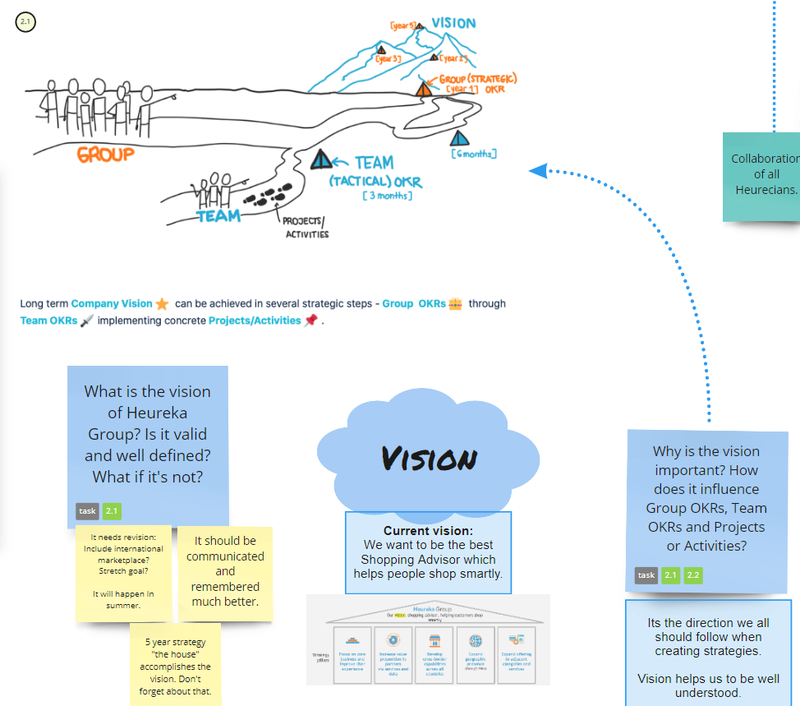 2.1
[year 5]
VISION
[year 3]
[year 2]
GROUP (STRATEGIC)
[year 1] OKR
GROUP
[6 months]
TEAM
(TACTICAL) OKR
[3 months]
TEAM
PROJECTS/
ACTIVITIES
Collaboration
of all
Heurecians.
Long term Company Vision can be achieved in several strategic steps - Group OKRs through
Team OKRs implementing concrete Projects/Activities .
What is the vision
of Heureka
Group? Is it valid
and well defined?
What if it's not?
task 2.1
It needs revision:
Include international
marketplace?
Stretch goal?
It will happen in
summer.
It should be
communicated
and
remembered
much better.
5 year strategy
"the house"
accomplishes the
vision. Don't
forget about that.
VISION
Current vision:
We want to be the best
Shopping Advisor which
helps people shop smartly.
Heureka Group
Why is the vision
important? How
does it influence
Group OKRs, Team
OKRs and Projects
or Activities?
task 2.1 2.2
Its the direction we all
should follow when
creating strategies.
Vision helps us to be well
understood.